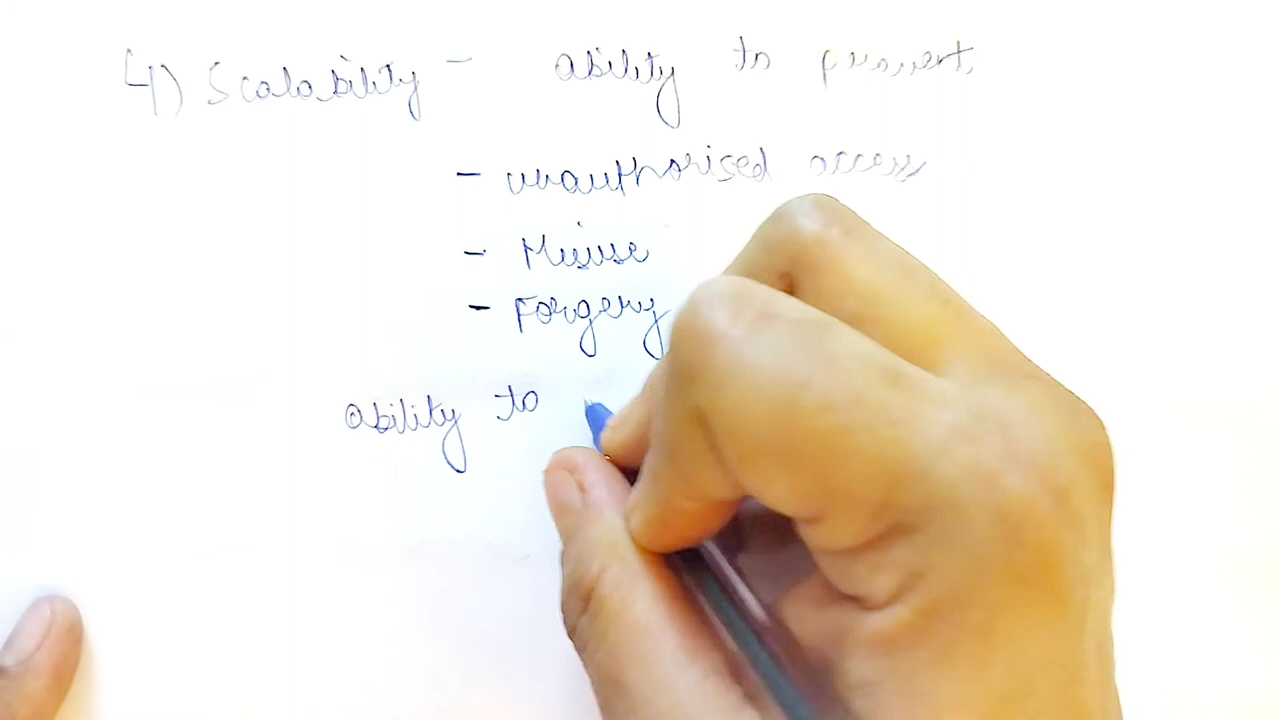 4) Scalability - ability to prevent,
- unauthorised access
- Misuse
- Forgery
ability to